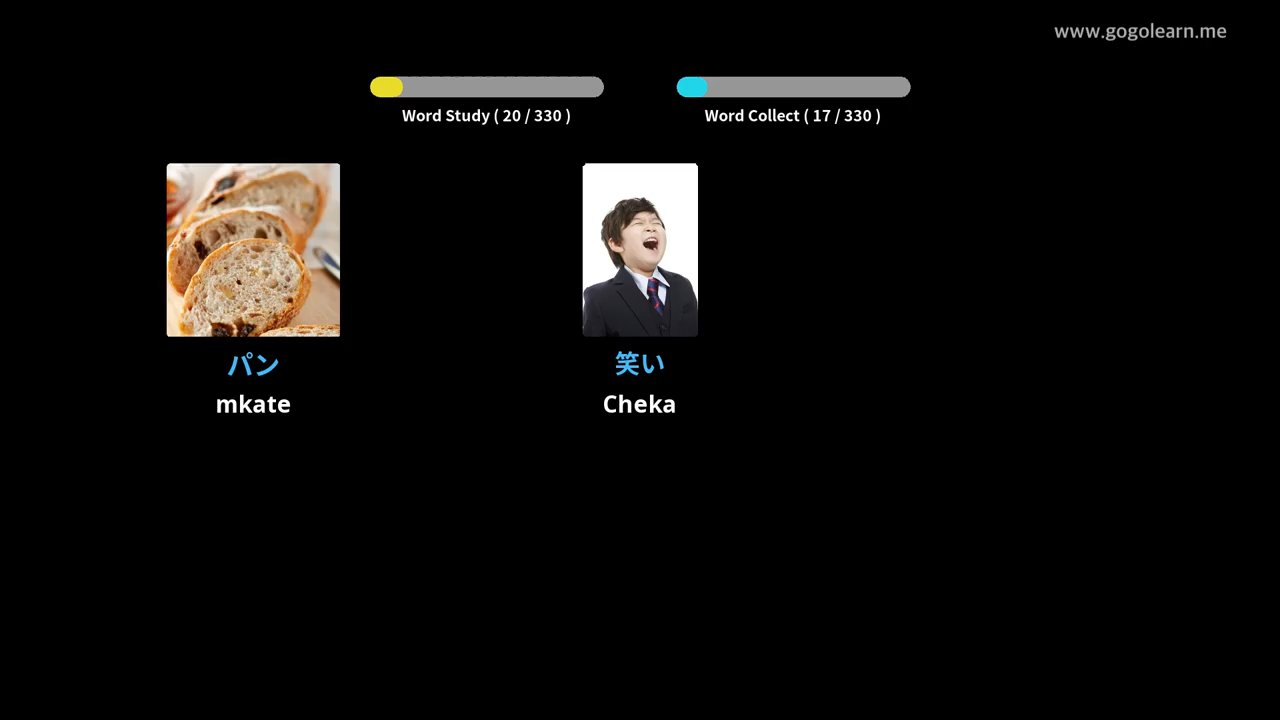 www.gogolearn.me
Word Study ( 20 / 330 )
Word Collect ( 17 / 330 )
パン
mkate
笑い
Cheka